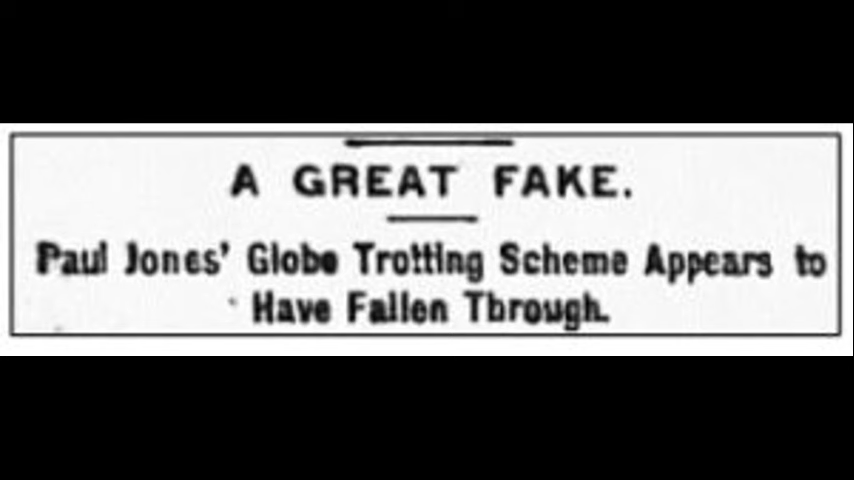 A GREAT FAKE.
Paul Jones' Globe Trotting Scheme Appears to
Have Fallen Through.